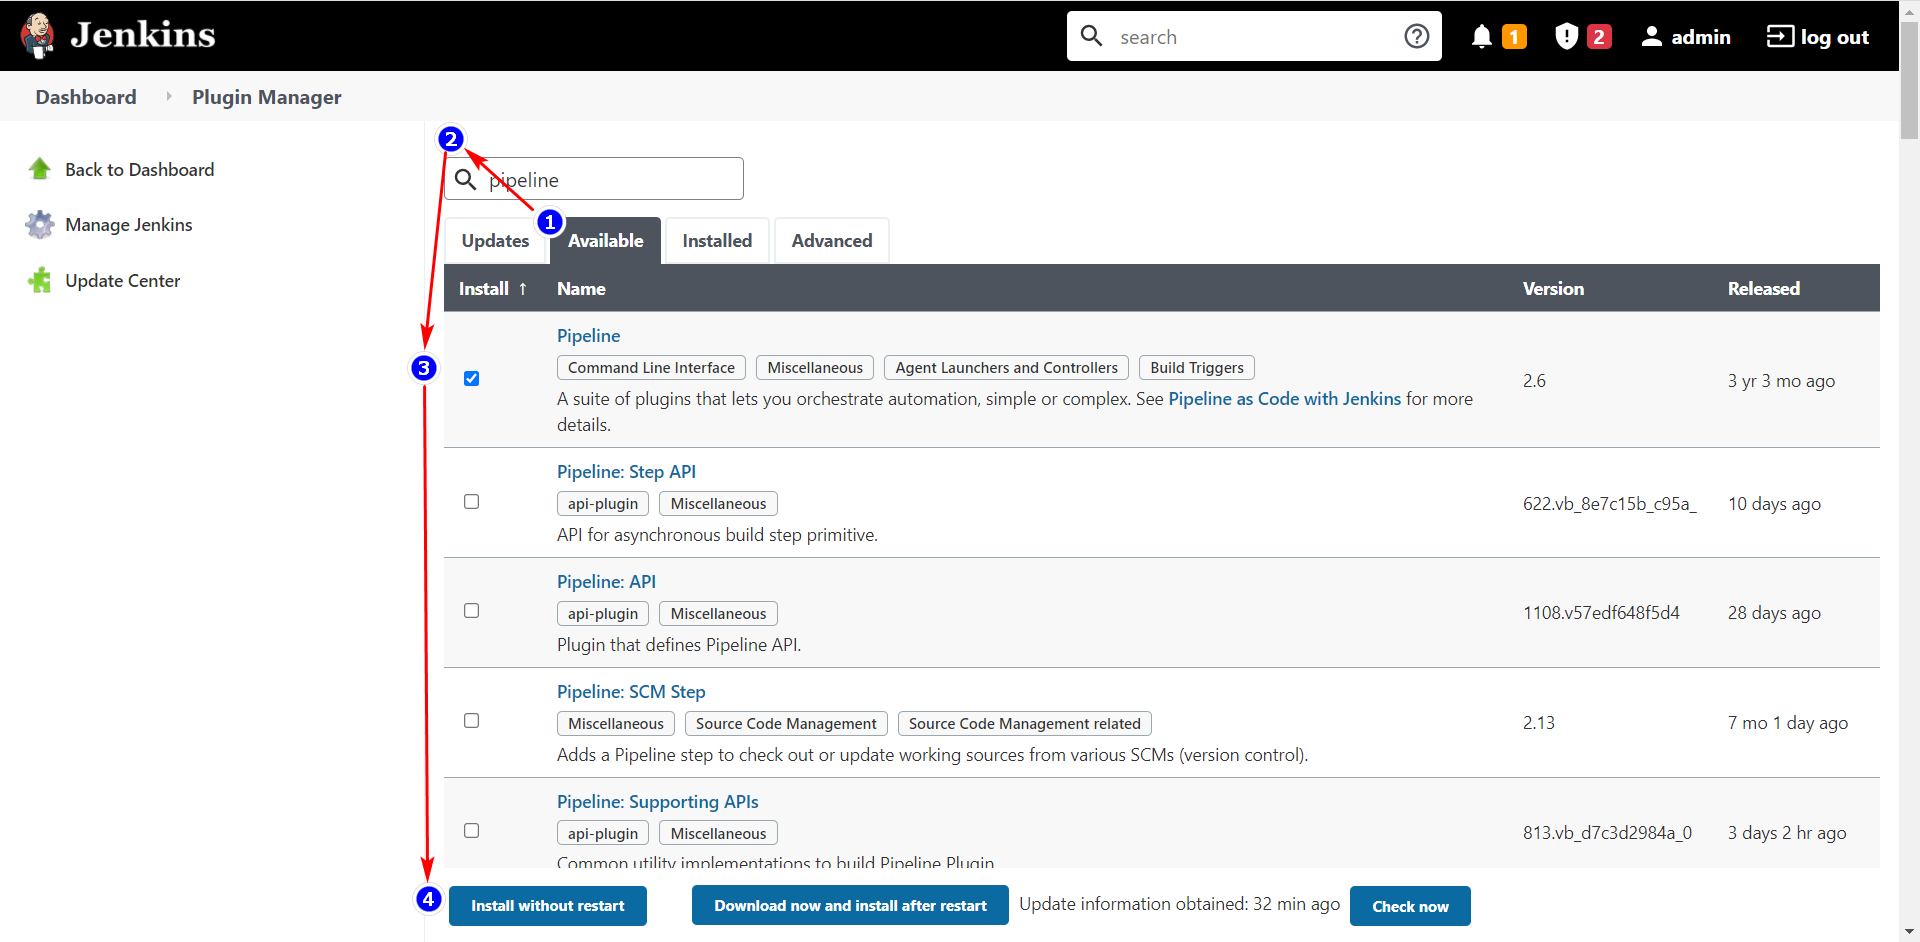 Jenkins
search
1
2
admin
log out
Dashboard
Plugin Manager
Back to Dashboard
Manage Jenkins
Update Center
2
pipeline
1
Updates
Available
Installed
Advanced
Install ↑
Name
Version
Released
3
Pipeline
Command Line Interface
Miscellaneous
Agent Launchers and Controllers
Build Triggers
A suite of plugins that lets you orchestrate automation, simple or complex. See Pipeline as Code with Jenkins for more
details.
2.6
3 yr 3 mo ago
Pipeline: Step API
api-plugin
Miscellaneous
API for asynchronous build step primitive.
622.vb_8e7c15b_c95a_
10 days ago
Pipeline: API
api-plugin
Miscellaneous
Plugin that defines Pipeline API.
1108.v57edf648f5d4
28 days ago
Pipeline: SCM Step
Miscellaneous
Source Code Management
Source Code Management related
Adds a Pipeline step to check out or update working sources from various SCMs (version control).
2.13
7 mo 1 day ago
Pipeline: Supporting APIs
api-plugin
Miscellaneous
Common utility implementations to build Pipeline Plugin
813.vb_d7c3d2984a_0
3 days 2 hr ago
4
Install without restart
Download now and install after restart
Update information obtained: 32 min ago
Check now